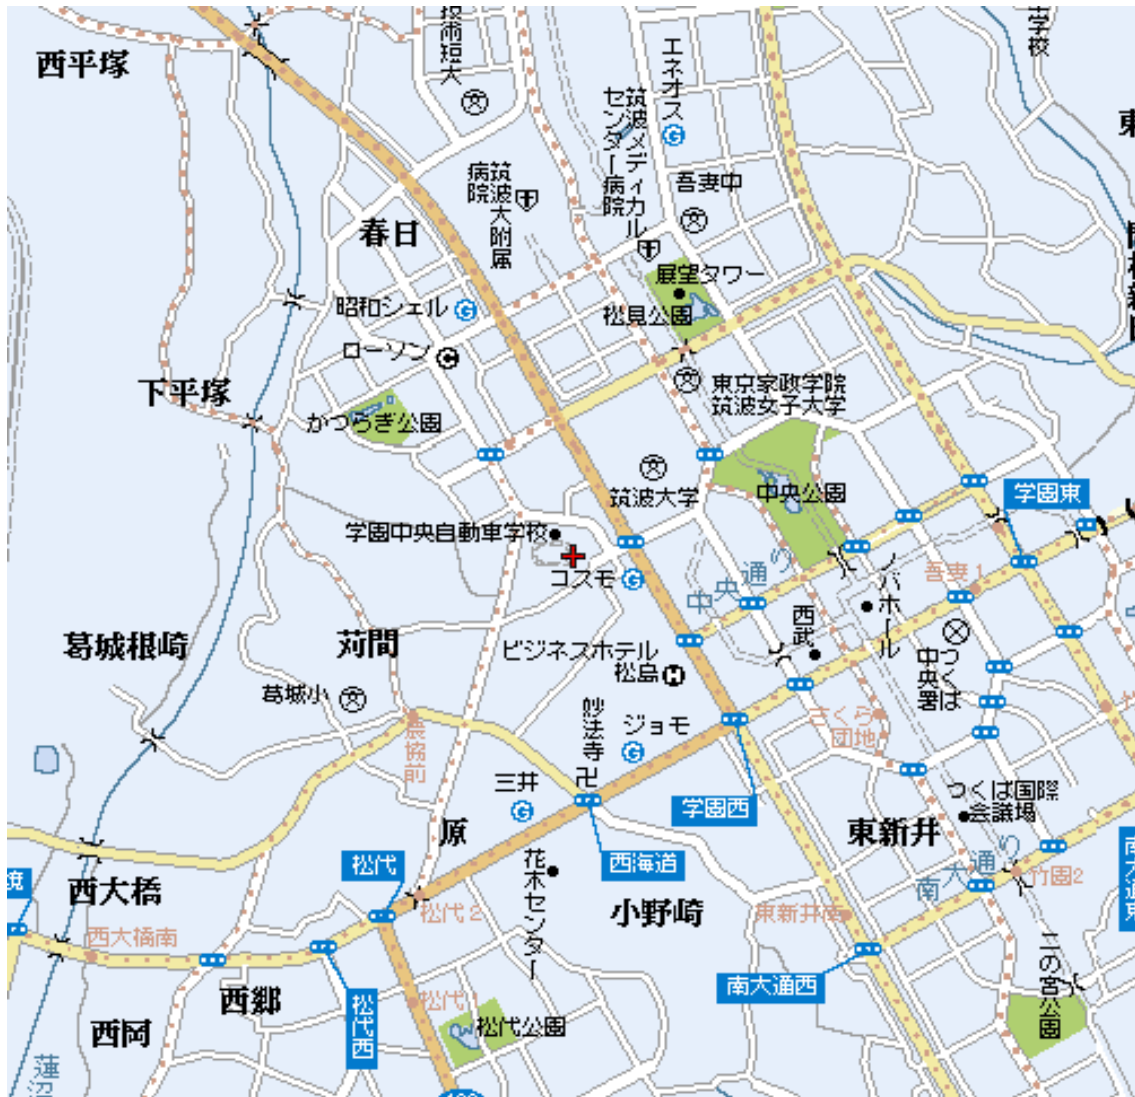 西平塚
エネオス
筑波メディカル
センター病院
吾妻中
筑波大附属
病院
春日
展望タワー
松見公園
昭和シェル
ローソン
下平塚
東京家政学院
筑波女子大学
かつらぎ公園
筑波大学
中央公園
学園東
学園中央自動車学校
コスモ
中央通り
ノバホール
吾妻1
西武
葛城根崎
苅間
ビジネスホテル
松島
つくば
中央署
葛城小
農協前
妙法寺
ジョモ
さくら
団地
三井
学園西
つくば国際
会議場
原
東新井
松代
西海道
花木センター
南大通り
竹園2
西大橋
松代2
小野崎
東新井南
西大橋南
南大通西
二の宮公園
西郷
松代西
松代1
松代公園
西岡
蓮沼